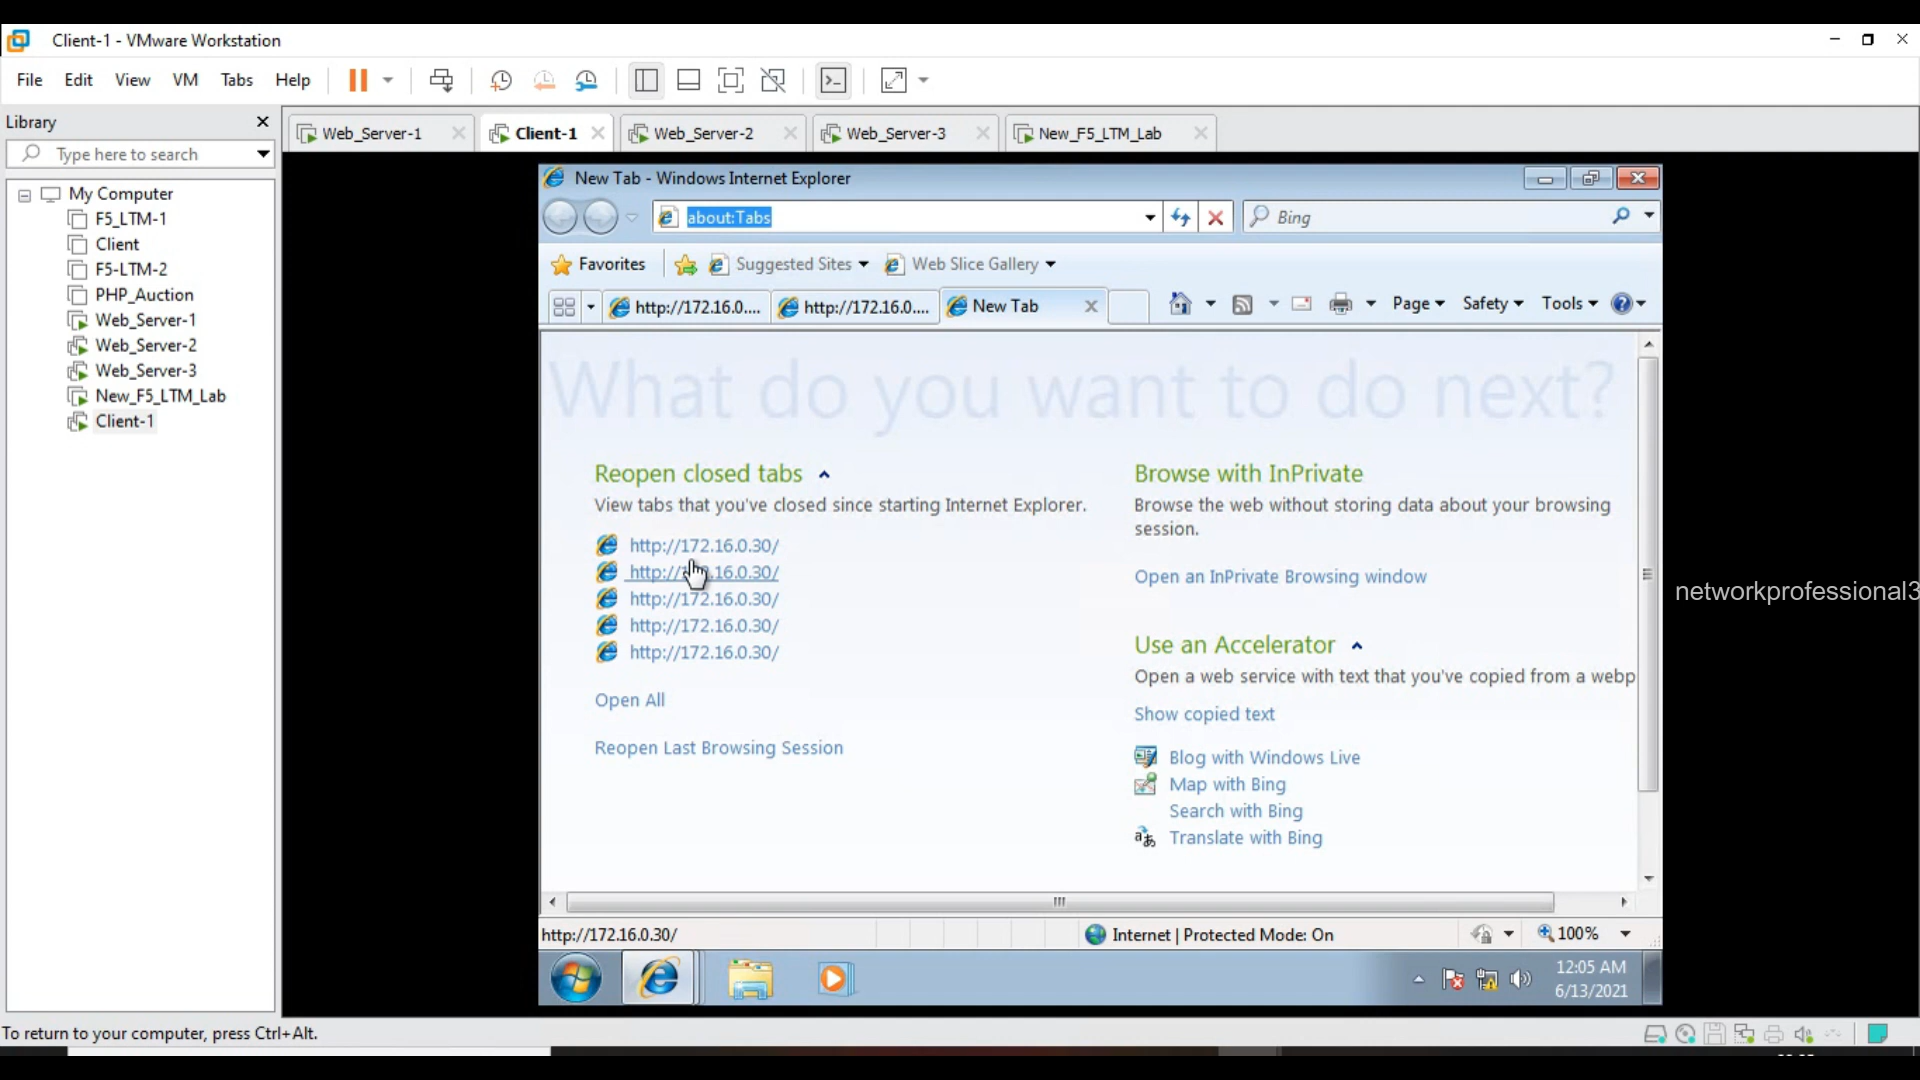 Client-1 - VMware Workstation
File Edit View VM Tabs Help
Library
Type here to search
My Computer
F5_LTM-1
Client
F5-LTM-2
PHP_Auction
Web_Server-1
Web_Server-2
Web_Server-3
New_F5_LTM_Lab
Client-1
Web_Server-1 Client-1 Web_Server-2 Web_Server-3 New_F5_LTM_Lab
New Tab - Windows Internet Explorer
about:Tabs Bing
Favorites Suggested Sites Web Slice Gallery
http://172.16.0.... http://172.16.0.... New Tab Page Safety Tools
What do you want to do next?
Reopen closed tabs
View tabs that you've closed since starting Internet Explorer.
http://172.16.0.30/
http://172.16.0.30/
http://172.16.0.30/
http://172.16.0.30/
Open All
Reopen Last Browsing Session
Browse with InPrivate
Browse the web without storing data about your browsing
session.
Open an InPrivate Browsing window
Use an Accelerator
Open a web service with text that you've copied from a webp
Show copied text
Blog with Windows Live
Map with Bing
Search with Bing
Translate with Bing
http://172.16.0.30/ Internet | Protected Mode: On 100%
12:05 AM
6/13/2021
networkprofessional3
To return to your computer, press Ctrl+Alt.